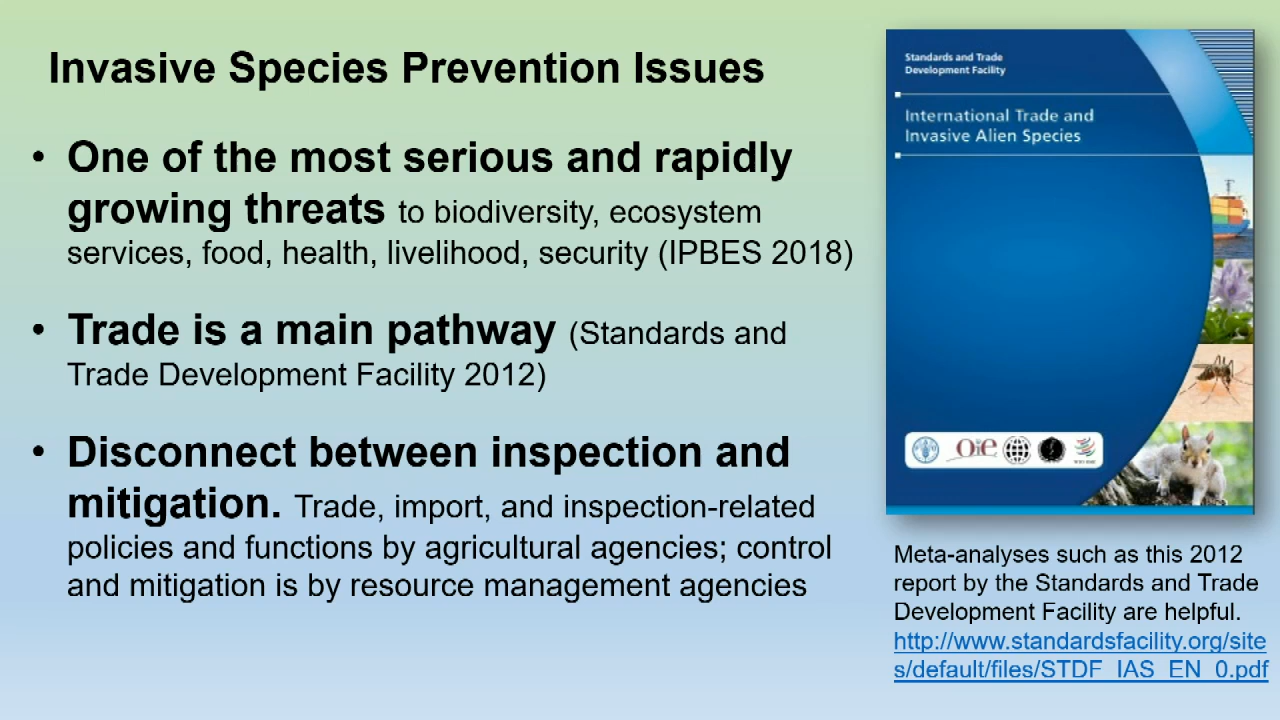 Invasive Species Prevention Issues
• One of the most serious and rapidly
growing threats to biodiversity, ecosystem
services, food, health, livelihood, security (IPBES 2018)
• Trade is a main pathway (Standards and
Trade Development Facility 2012)
• Disconnect between inspection and
mitigation. Trade, import, and inspection-related
policies and functions by agricultural agencies; control
and mitigation is by resource management agencies
Standards and Trade
Development Facility
International Trade and
Invasive Alien Species
Oie
Meta-analyses such as this 2012
report by the Standards and Trade
Development Facility are helpful.
http://www.standardsfacility.org/site
s/default/files/STDF_IAS_EN_0.pdf